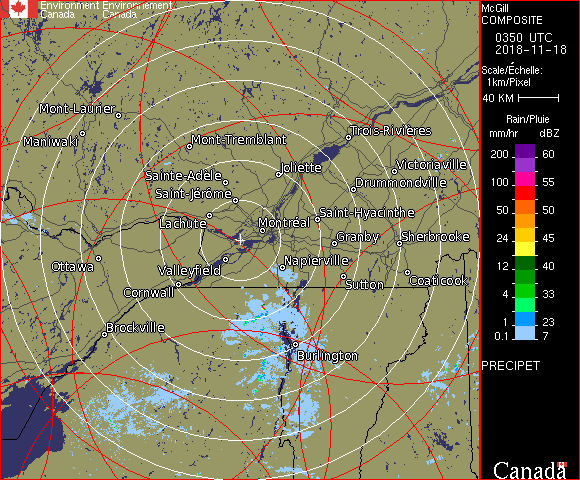 Environment Environnement
Canada Canada
Mont-Laurier
Maniwaki
Mont-Tremblant
Trois-Rivières
Sainte-Adèle
Joliette
Victoriaville
Saint-Jérôme
Drummondville
Lachute
Montréal
Saint-Hyacinthe
Granby
Sherbrooke
Ottawa
Valleyfield
Napierville
Cornwall
Sutton
Coaticook
Brockville
Burlington
McGill
COMPOSITE
0350 UTC
2018-11-18
Scale/Échelle:
1km/Pixel
40 KM
Rain/Pluie
mm/hr dBZ
200 60
150 57
100 55
50 50
24 45
12 40
4 33
1 23
0.1 7
PRECIPET
Canada